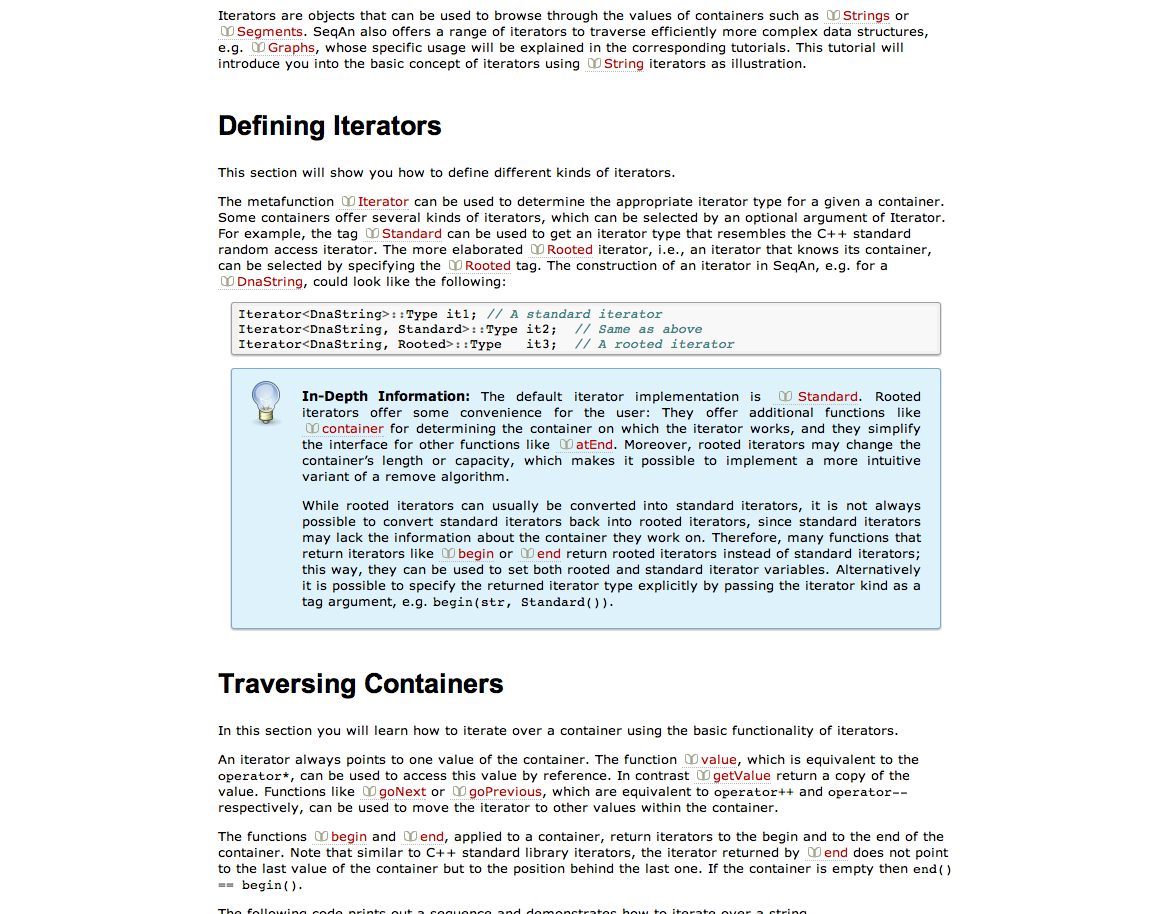 Iterators are objects that can be used to browse through the values of containers such as Strings or
Segments. SeqAn also offers a range of iterators to traverse efficiently more complex data structures,
e.g. Graphs, whose specific usage will be explained in the corresponding tutorials. This tutorial will
introduce you into the basic concept of iterators using String iterators as illustration.
Defining Iterators
This section will show you how to define different kinds of iterators.
The metafunction Iterator can be used to determine the appropriate iterator type for a given a container.
Some containers offer several kinds of iterators, which can be selected by an optional argument of Iterator.
For example, the tag Standard can be used to get an iterator type that resembles the C++ standard
random access iterator. The more elaborated Rooted iterator, i.e., an iterator that knows its container,
can be selected by specifying the Rooted tag. The construction of an iterator in SeqAn, e.g. for a
DnaString, could look like the following:
Iterator<DnaString>::Type it1; // A standard iterator
Iterator<DnaString, Standard>::Type it2;  // Same as above
Iterator<DnaString, Rooted>::Type   it3;  // A rooted iterator
In-Depth Information: The default iterator implementation is Standard. Rooted
iterators offer some convenience for the user: They offer additional functions like
container for determining the container on which the iterator works, and they simplify
the interface for other functions like atEnd. Moreover, rooted iterators may change the
container’s length or capacity, which makes it possible to implement a more intuitive
variant of a remove algorithm.
While rooted iterators can usually be converted into standard iterators, it is not always
possible to convert standard iterators back into rooted iterators, since standard iterators
may lack the information about the container they work on. Therefore, many functions that
return iterators like begin or end return rooted iterators instead of standard iterators;
this way, they can be used to set both rooted and standard iterator variables. Alternatively
it is possible to specify the returned iterator type explicitly by passing the iterator kind as a
tag argument, e.g. begin(str, Standard()).
Traversing Containers
In this section you will learn how to iterate over a container using the basic functionality of iterators.
An iterator always points to one value of the container. The function value, which is equivalent to the
operator*, can be used to access this value by reference. In contrast getValue return a copy of the
value. Functions like goNext or goPrevious, which are equivalent to operator++ and operator--
respectively, can be used to move the iterator to other values within the container.
The functions begin and end, applied to a container, return iterators to the begin and to the end of the
container. Note that similar to C++ standard library iterators, the iterator returned by end does not point
to the last value of the container but to the position behind the last one. If the container is empty then end()
== begin().
The following code prints out a sequence and demonstrates how to iterate over a string.